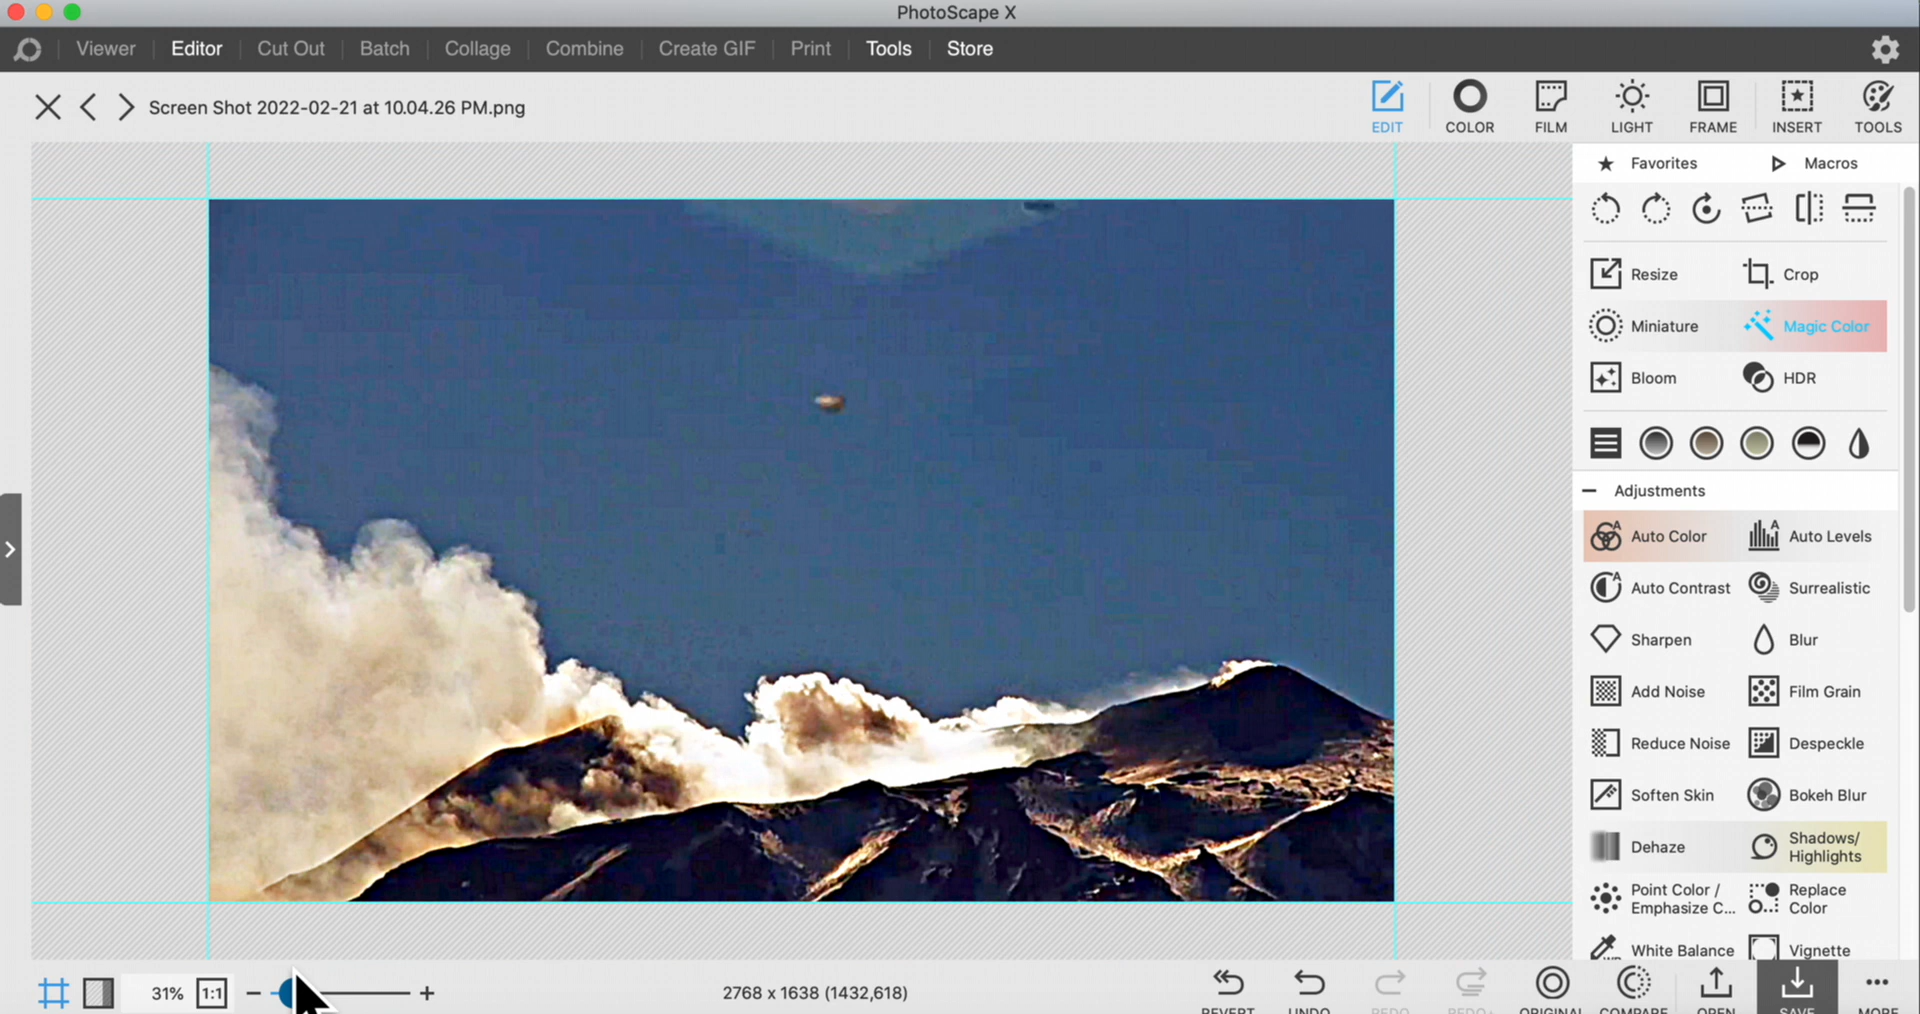 PhotoScape X
Viewer Editor Cut Out Batch Collage Combine Create GIF Print Tools Store
Screen Shot 2022-02-21 at 10.04.26 PM.png
EDIT COLOR FILM LIGHT FRAME INSERT TOOLS
Favorites Macros
Resize Crop
Miniature Magic Color
Bloom HDR
Adjustments
Auto Color Auto Levels
Auto Contrast Surrealistic
Sharpen Blur
Add Noise Film Grain
Reduce Noise Despeckle
Soften Skin Bokeh Blur
Dehaze Shadows/
Highlights
Point Color / Replace
Emphasize C... Color
White Balance Vignette
31% 1:1 2768 x 1638 (1432,618)
REVERT UNDO REDO REDO+ ORIGINAL COMPARE OPEN SAVE MORE